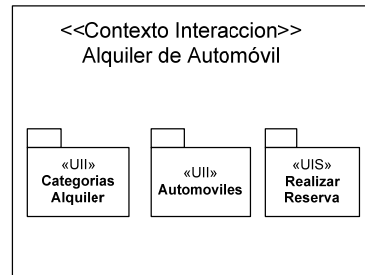 <<Contexto Interaccion>>
Alquiler de Automóvil
«UII»
Categorias
Alquiler
«UII»
Automoviles
«UIS»
Realizar
Reserva